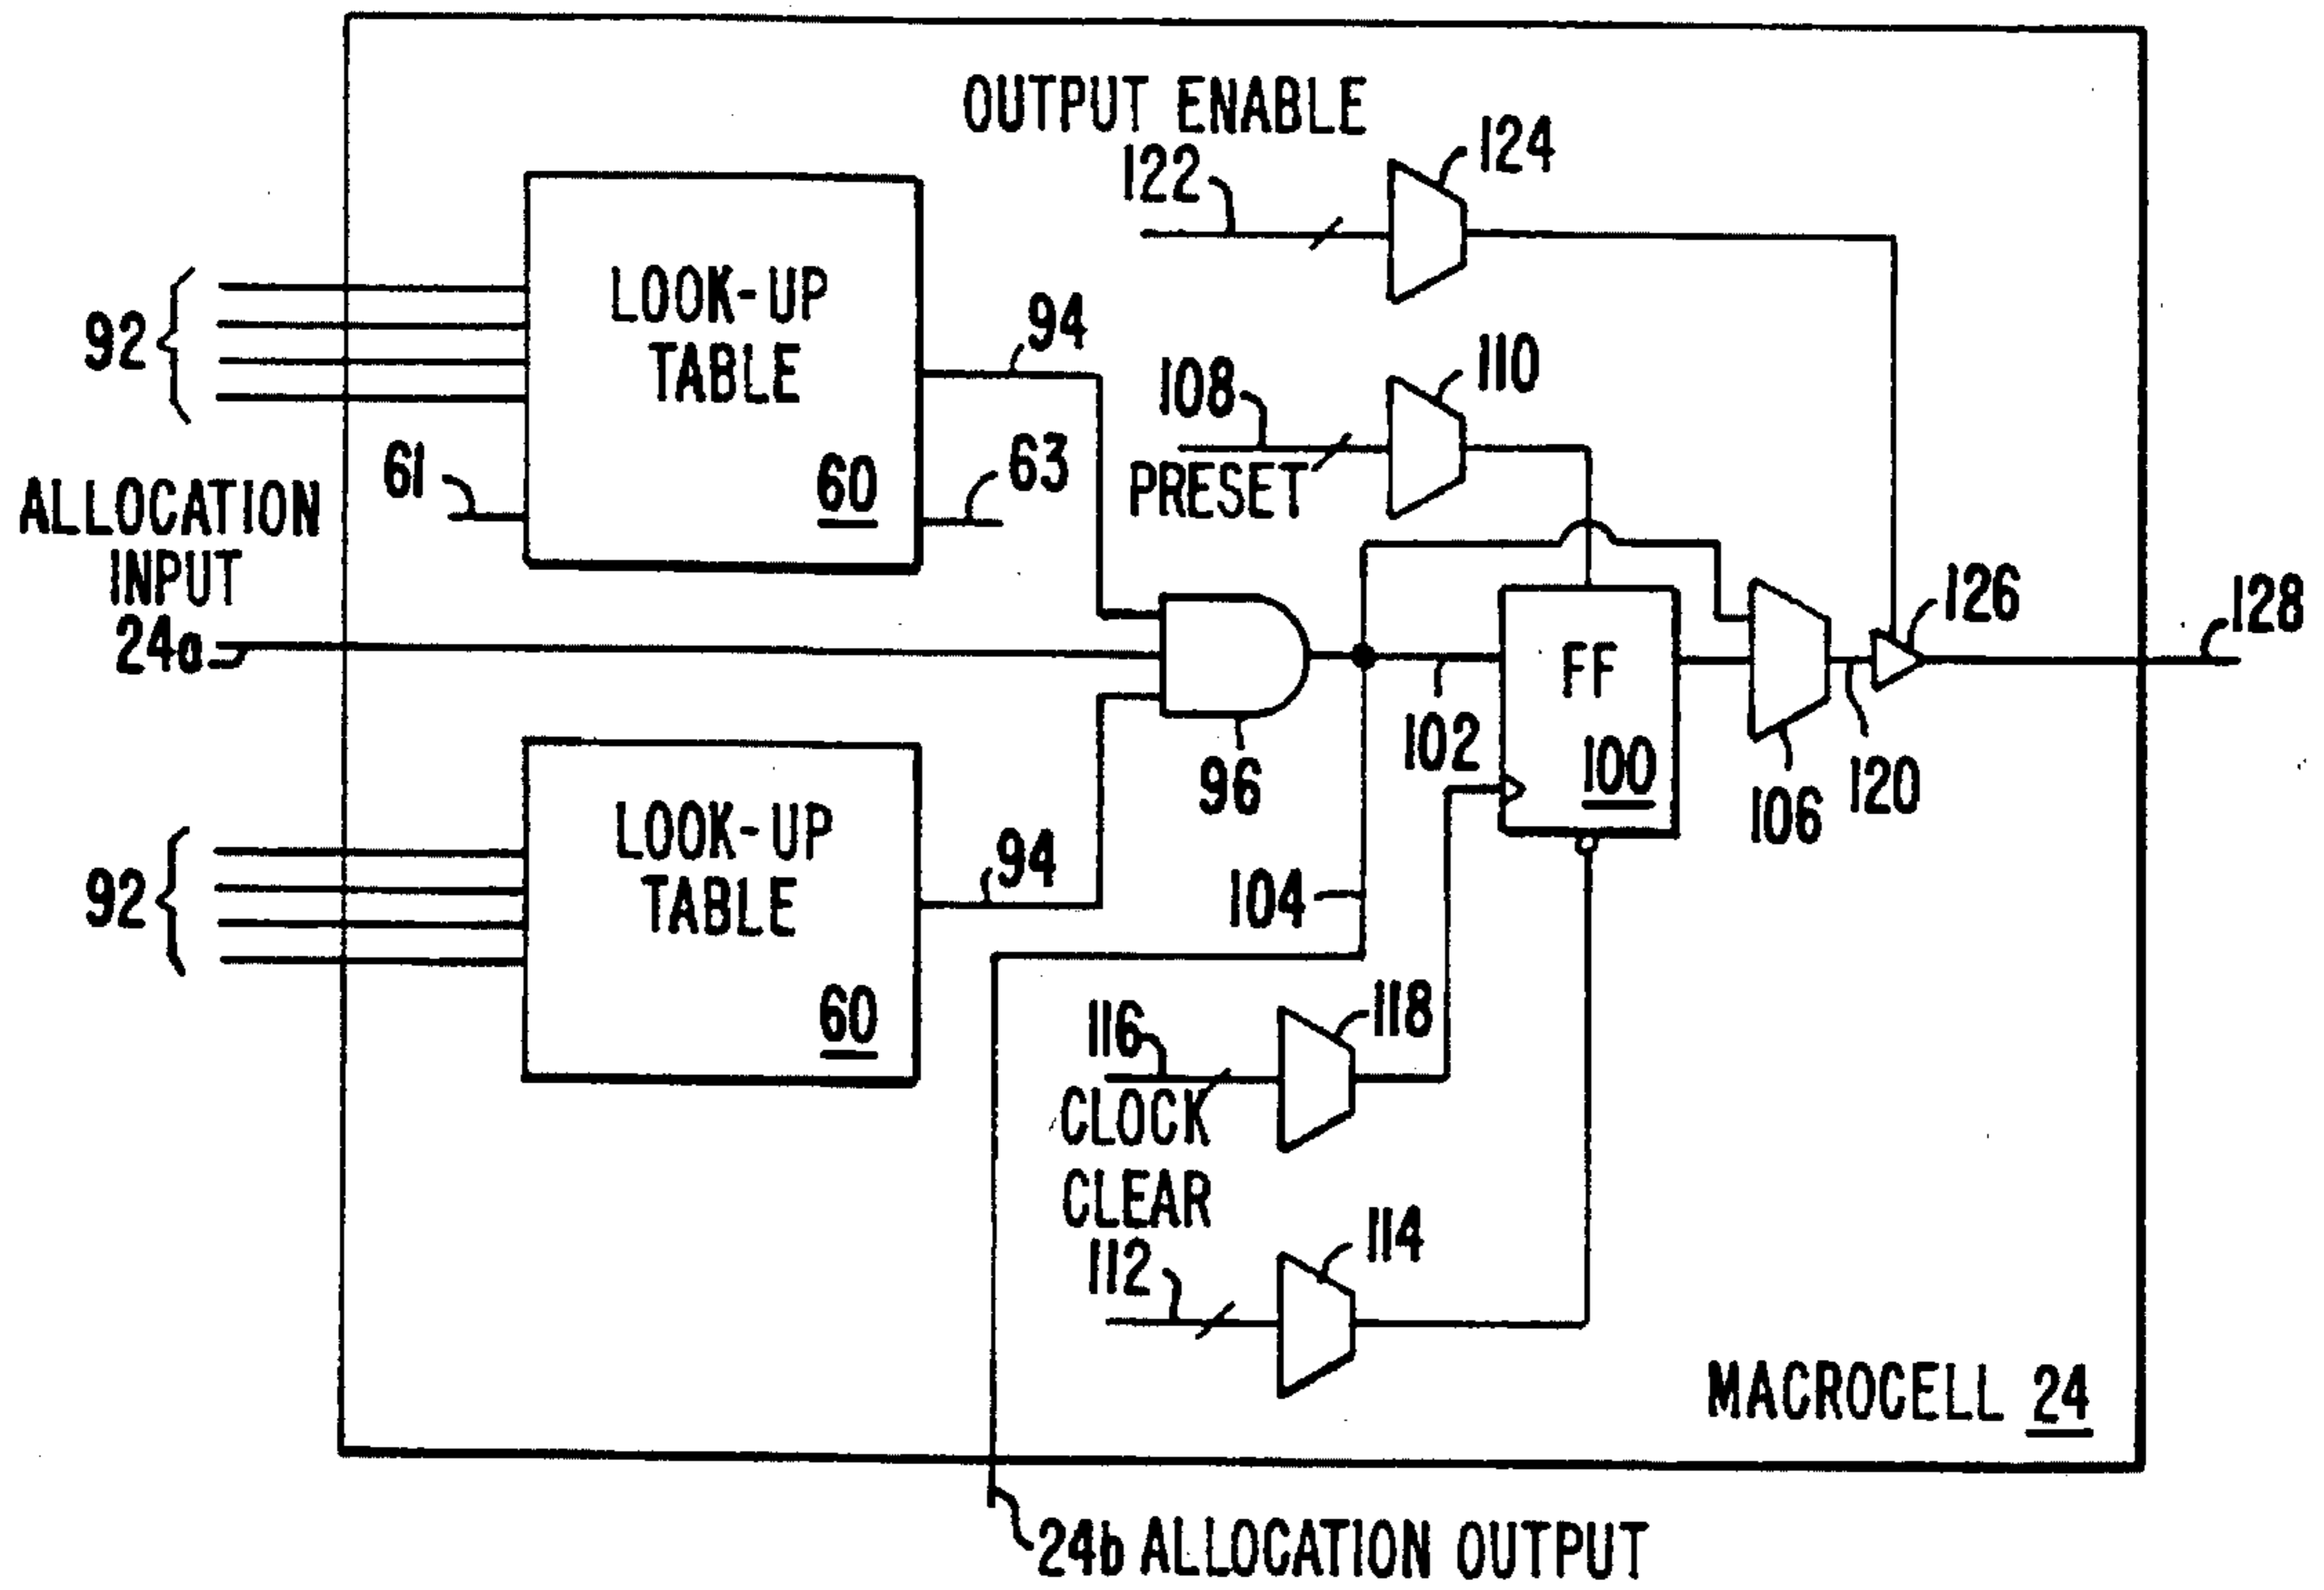 OUTPUT ENABLE
122
124
LOOK-UP
TABLE
60
92
94
108
PRESET
110
61
63
ALLOCATION
INPUT
24a
126
128
FF
100
102
96
106
120
LOOK-UP
TABLE
60
92
94
104
116
CLOCK
118
CLEAR
112
114
MACROCELL 24
24b ALLOCATION OUTPUT